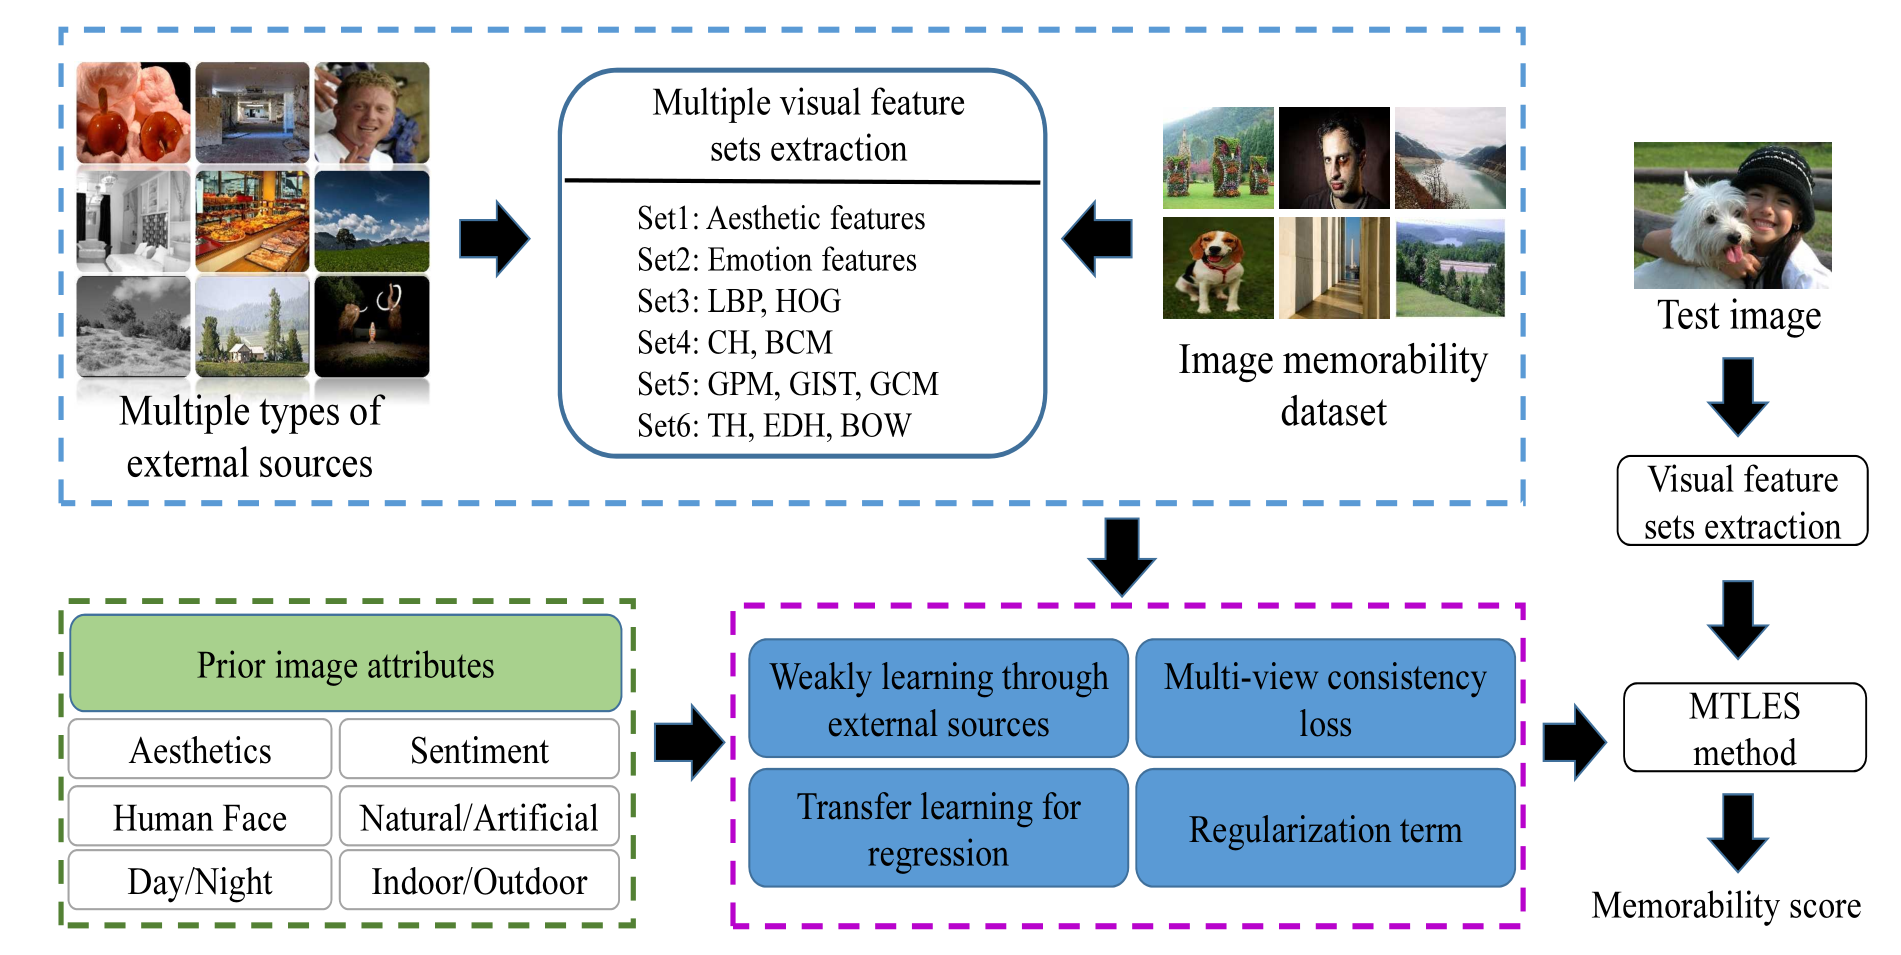 Multiple types of
external sources
Multiple visual feature
sets extraction
Set1: Aesthetic features
Set2: Emotion features
Set3: LBP, HOG
Set4: CH, BCM
Set5: GPM, GIST, GCM
Set6: TH, EDH, BOW
Image memorability
dataset
Test image
Visual feature
sets extraction
MTLES
method
Memorability score
Prior image attributes
Aesthetics
Sentiment
Human Face
Natural/Artificial
Day/Night
Indoor/Outdoor
Weakly learning through
external sources
Multi-view consistency
loss
Transfer learning for
regression
Regularization term